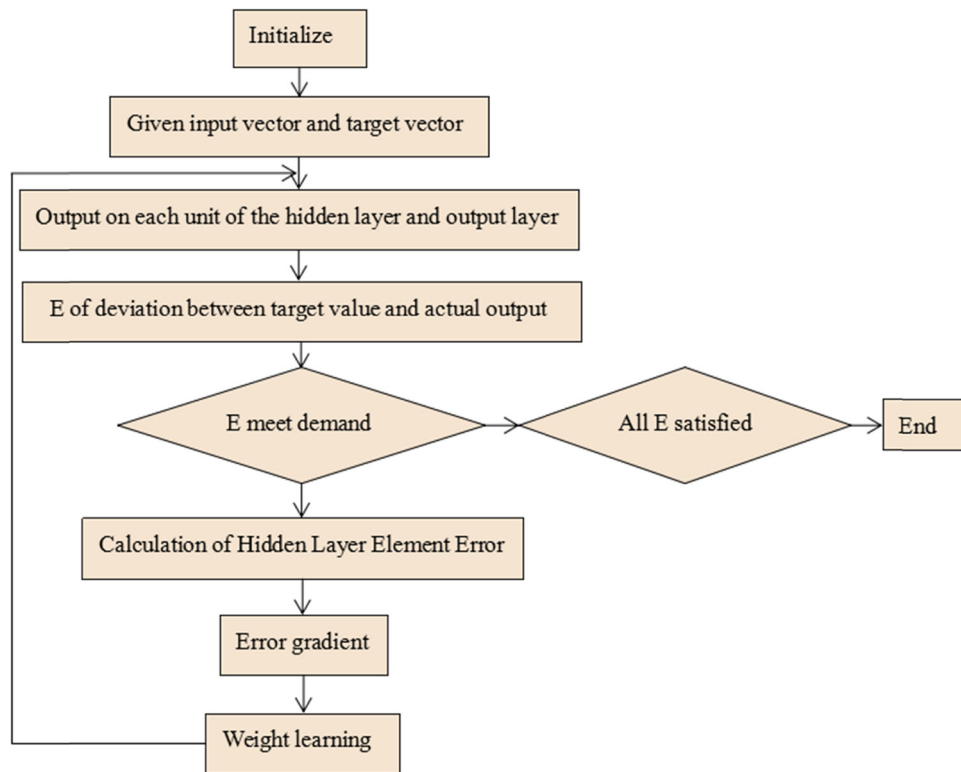 Initialize
Given input vector and target vector
Output on each unit of the hidden layer and output layer
E of deviation between target value and actual output
E meet demand
All E satisfied
End
Calculation of Hidden Layer Element Error
Error gradient
Weight learning